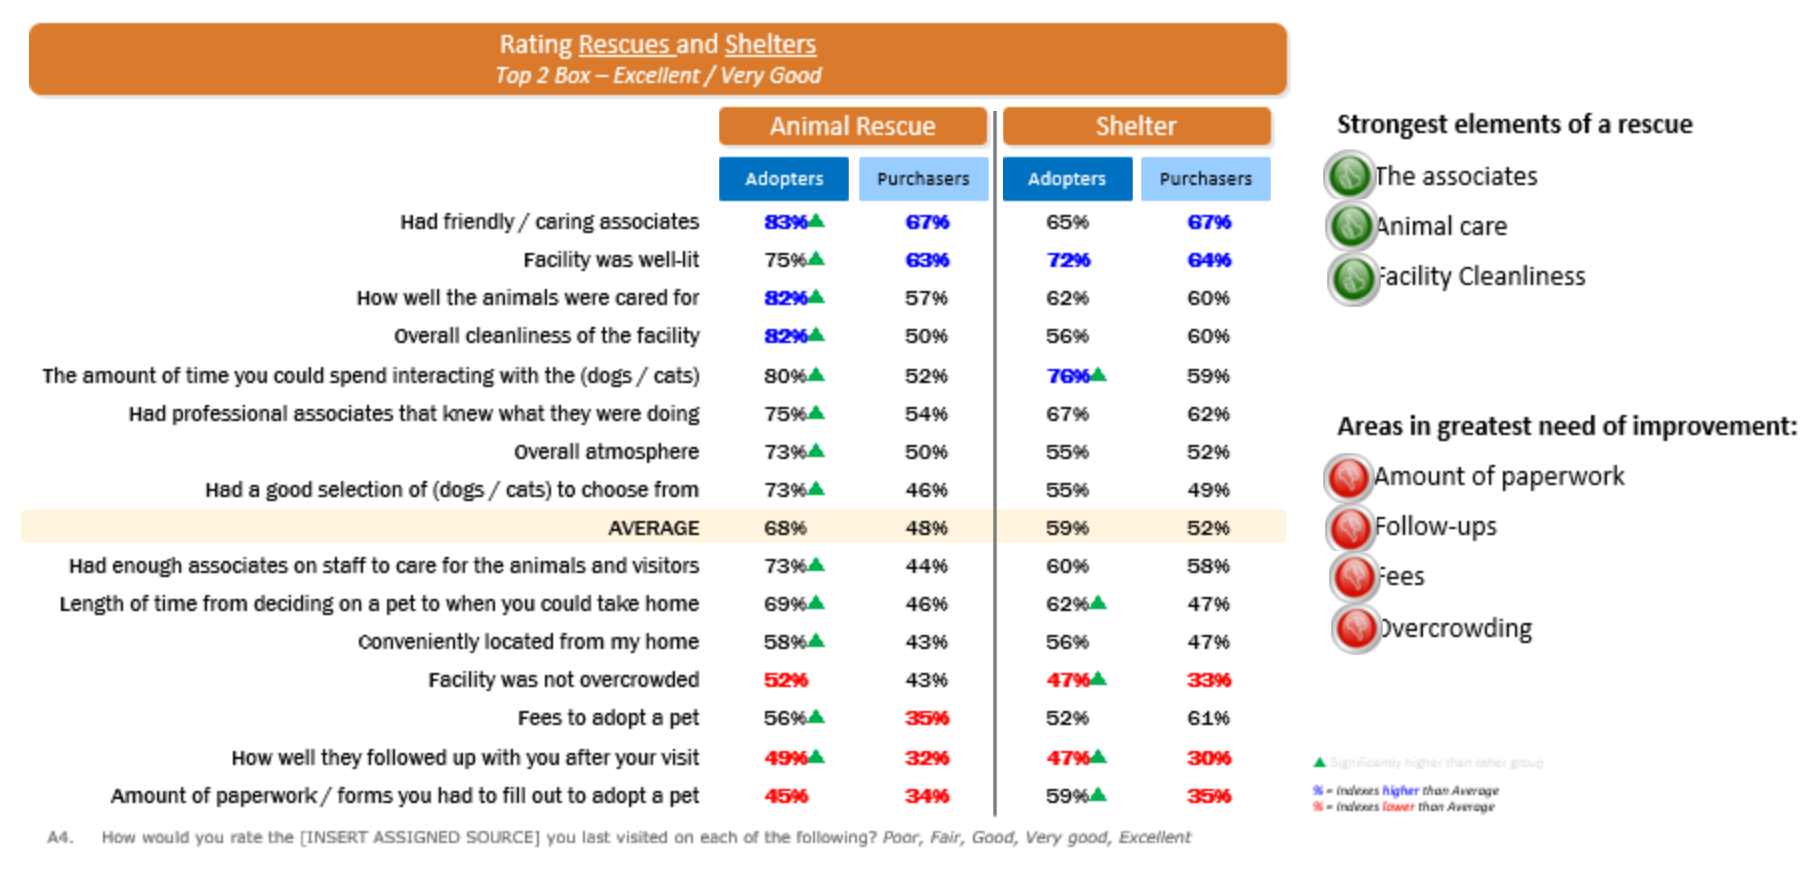 Rating Rescues and Shelters
Top 2 Box – Excellent / Very Good
Animal Rescue Shelter
Adopters Purchasers Adopters Purchasers
Had friendly / caring associates 83% 67% 65% 67%
Facility was well-lit 75% 63% 72% 64%
How well the animals were cared for 82% 57% 62% 60%
Overall cleanliness of the facility 82% 50% 56% 60%
The amount of time you could spend interacting with the (dogs / cats) 80% 52% 76% 59%
Had professional associates that knew what they were doing 75% 54% 67% 62%
Overall atmosphere 73% 50% 55% 52%
Had a good selection of (dogs / cats) to choose from 73% 46% 55% 49%
AVERAGE 68% 48% 59% 52%
Had enough associates on staff to care for the animals and visitors 73% 44% 60% 58%
Length of time from deciding on a pet to when you could take home 69% 46% 62% 47%
Conveniently located from my home 58% 43% 56% 47%
Facility was not overcrowded 52% 43% 47% 33%
Fees to adopt a pet 56% 35% 52% 61%
How well they followed up with you after your visit 49% 32% 47% 30%
Amount of paperwork / forms you had to fill out to adopt a pet 45% 34% 59% 35%
A4. How would you rate the [INSERT ASSIGNED SOURCE] you last visited on each of the following? Poor, Fair, Good, Very good, Excellent
Strongest elements of a rescue
The associates
Animal care
Facility Cleanliness
Areas in greatest need of improvement:
Amount of paperwork
Follow-ups
Fees
Overcrowding
Significantly higher than other group
% = Indexes higher than Average
% = Indexes lower than Average